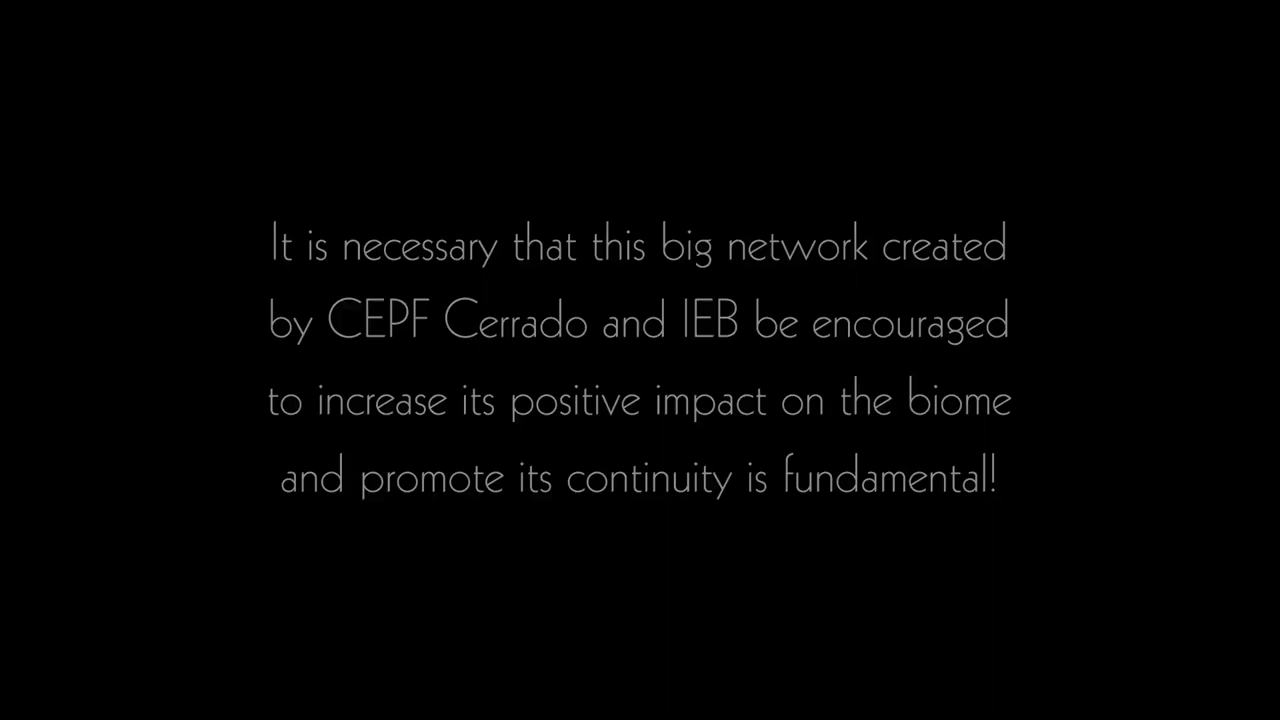 It is necessary that this big network created
by CEPF Cerrado and IEB be encouraged
to increase its positive impact on the biome
and promote its continuity is fundamental!